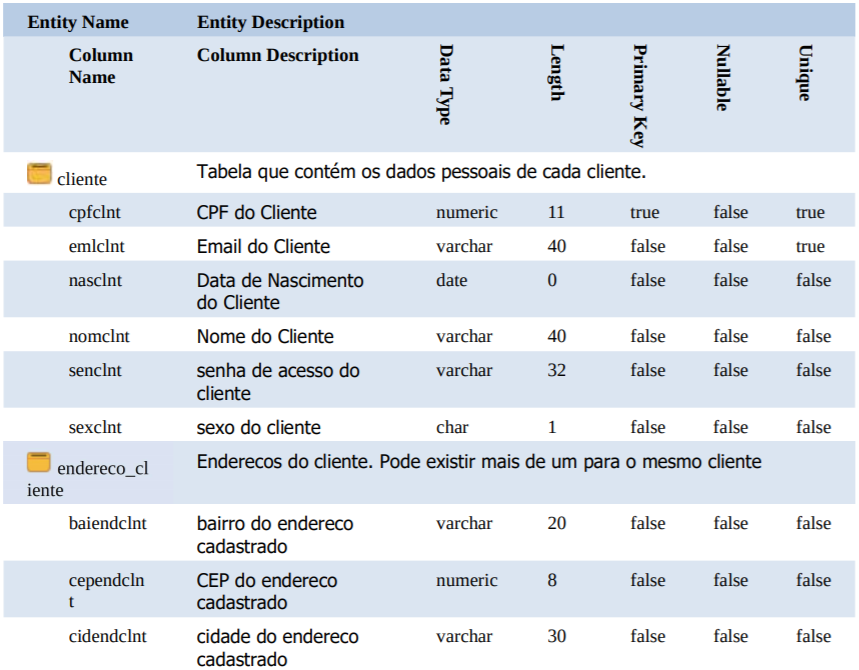 Entity Name Entity Description
Column Name Column Description Data Type Length Primary Key Nullable Unique
cliente Tabela que contém os dados pessoais de cada cliente.
cpfclnt CPF do Cliente numeric 11 true false true
emlclnt Email do Cliente varchar 40 false false true
nasclnt Data de Nascimento date 0 false false false
do Cliente
nomclnt Nome do Cliente varchar 40 false false false
senclnt senha de acesso do varchar 32 false false false
cliente
sexclnt sexo do cliente char 1 false false false
endereco_cl Enderecos do cliente. Pode existir mais de um para o mesmo cliente
iente
baiendclnt bairro do endereco varchar 20 false false false
cadastrado
cependcln CEP do endereco numeric 8 false false false
t cadastrado
cidendclnt cidade do endereco varchar 30 false false false
cadastrado